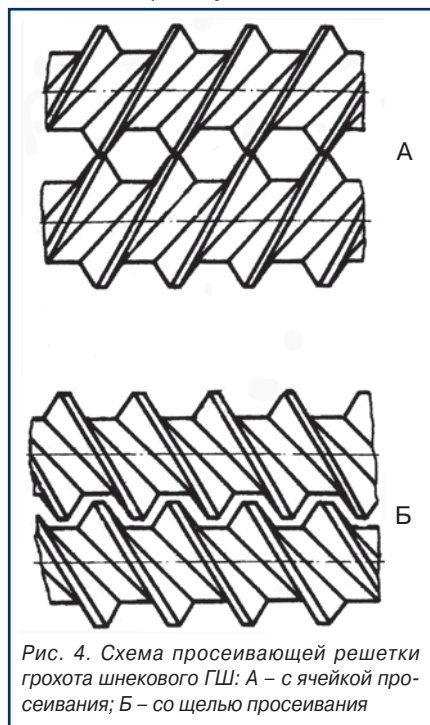 А
Б
Рис. 4. Схема просеивающей решетки
грохота шнекового ГШ: А – с ячейкой про-
сеивания; Б – со щелью просеивания